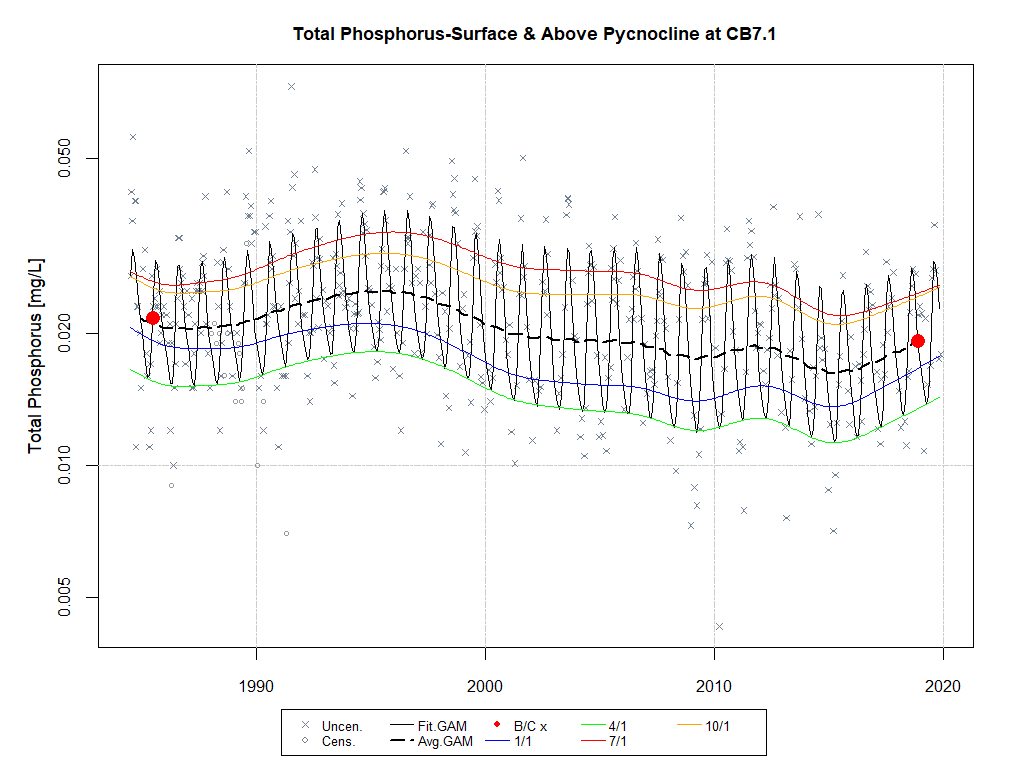 Total Phosphorus-Surface & Above Pycnocline at CB7.1
Total Phosphorus [mg/L]
0.050
0.020
0.010
0.005
1990 2000 2010 2020
Uncen. Fit.GAM B/C x 4/1 10/1
Cens. Avg.GAM 1/1 7/1